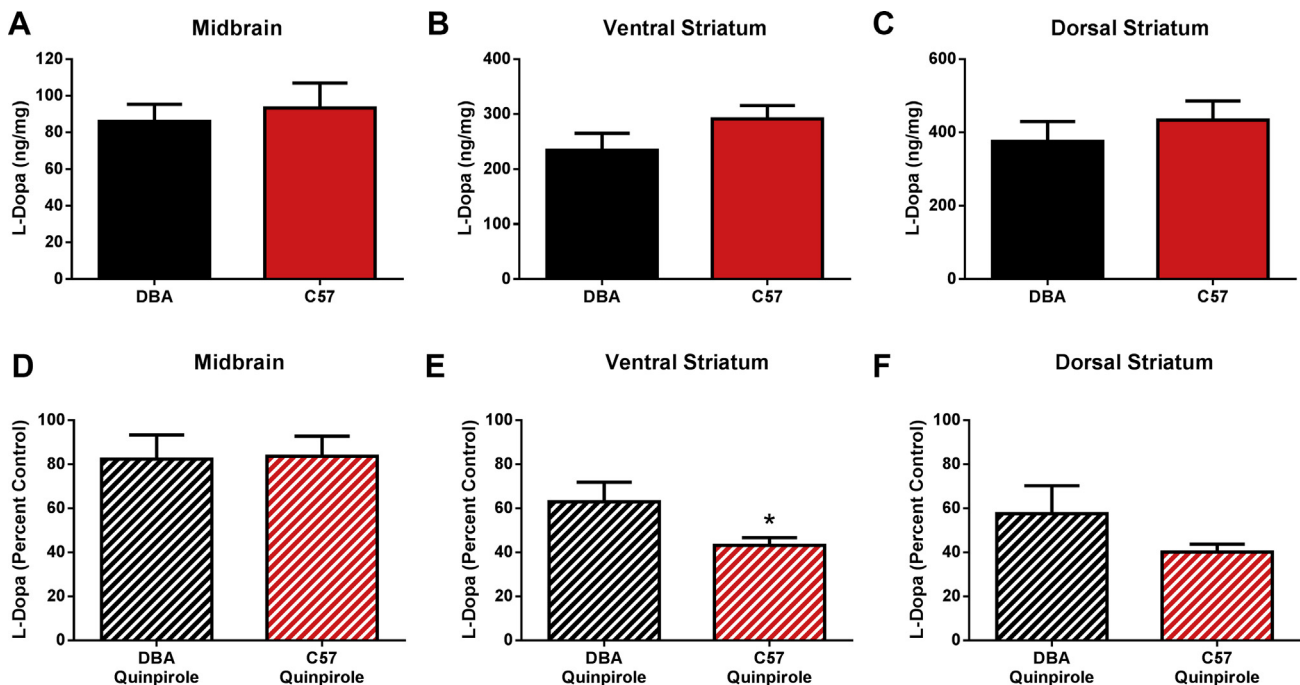 A
Midbrain
L-Dopa (ng/mg)
120
100
80
60
40
20
0
DBA
C57
B
Ventral Striatum
L-Dopa (ng/mg)
400
300
200
100
0
DBA
C57
C
Dorsal Striatum
L-Dopa (ng/mg)
600
400
200
0
DBA
C57
D
Midbrain
L-Dopa (Percent Control)
100
80
60
40
20
0
DBA
Quinpirole
C57
Quinpirole
E
Ventral Striatum
L-Dopa (Percent Control)
100
80
60
40
20
0
*
DBA
Quinpirole
C57
Quinpirole
F
Dorsal Striatum
L-Dopa (Percent Control)
100
80
60
40
20
0
DBA
Quinpirole
C57
Quinpirole